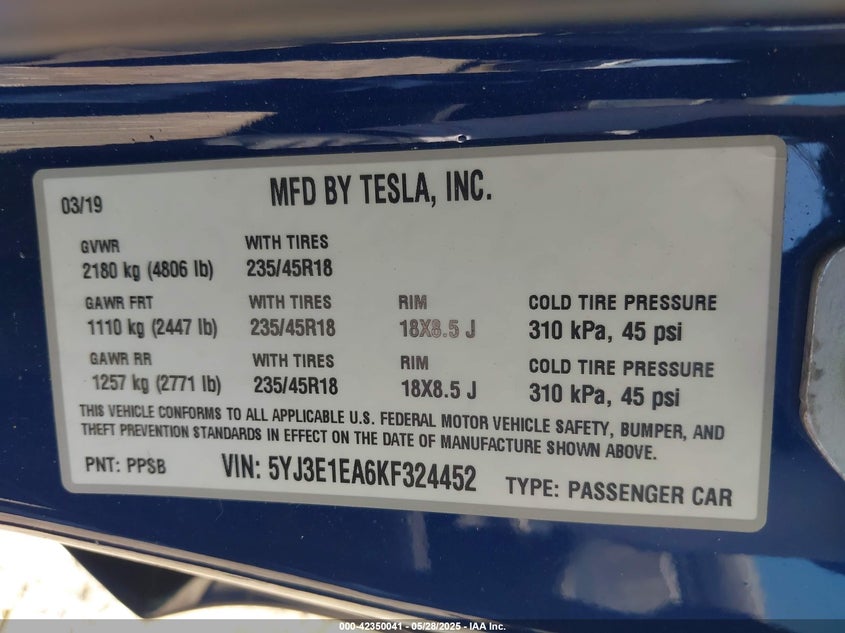 03/19 MFD BY TESLA, INC.
GVWR WITH TIRES
2180 kg (4806 lb) 235/45R18
GAWR FRT WITH TIRES RIM COLD TIRE PRESSURE
1110 kg (2447 lb) 235/45R18 18X8.5 J 310 kPa, 45 psi
GAWR RR WITH TIRES RIM COLD TIRE PRESSURE
1257 kg (2771 lb) 235/45R18 18X8.5 J 310 kPa, 45 psi
THIS VEHICLE CONFORMS TO ALL APPLICABLE U.S. FEDERAL MOTOR VEHICLE SAFETY, BUMPER, AND
THEFT PREVENTION STANDARDS IN EFFECT ON THE DATE OF MANUFACTURE SHOWN ABOVE.
PNT: PPSB VIN: 5YJ3E1EA6KF324452 TYPE: PASSENGER CAR
000-42350041 - 05/28/2025 - IAA Inc.